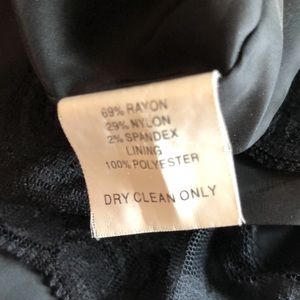 69% RAYON
29% NYLON
2% SPANDEX
LINING
100% POLYESTER
DRY CLEAN ONLY